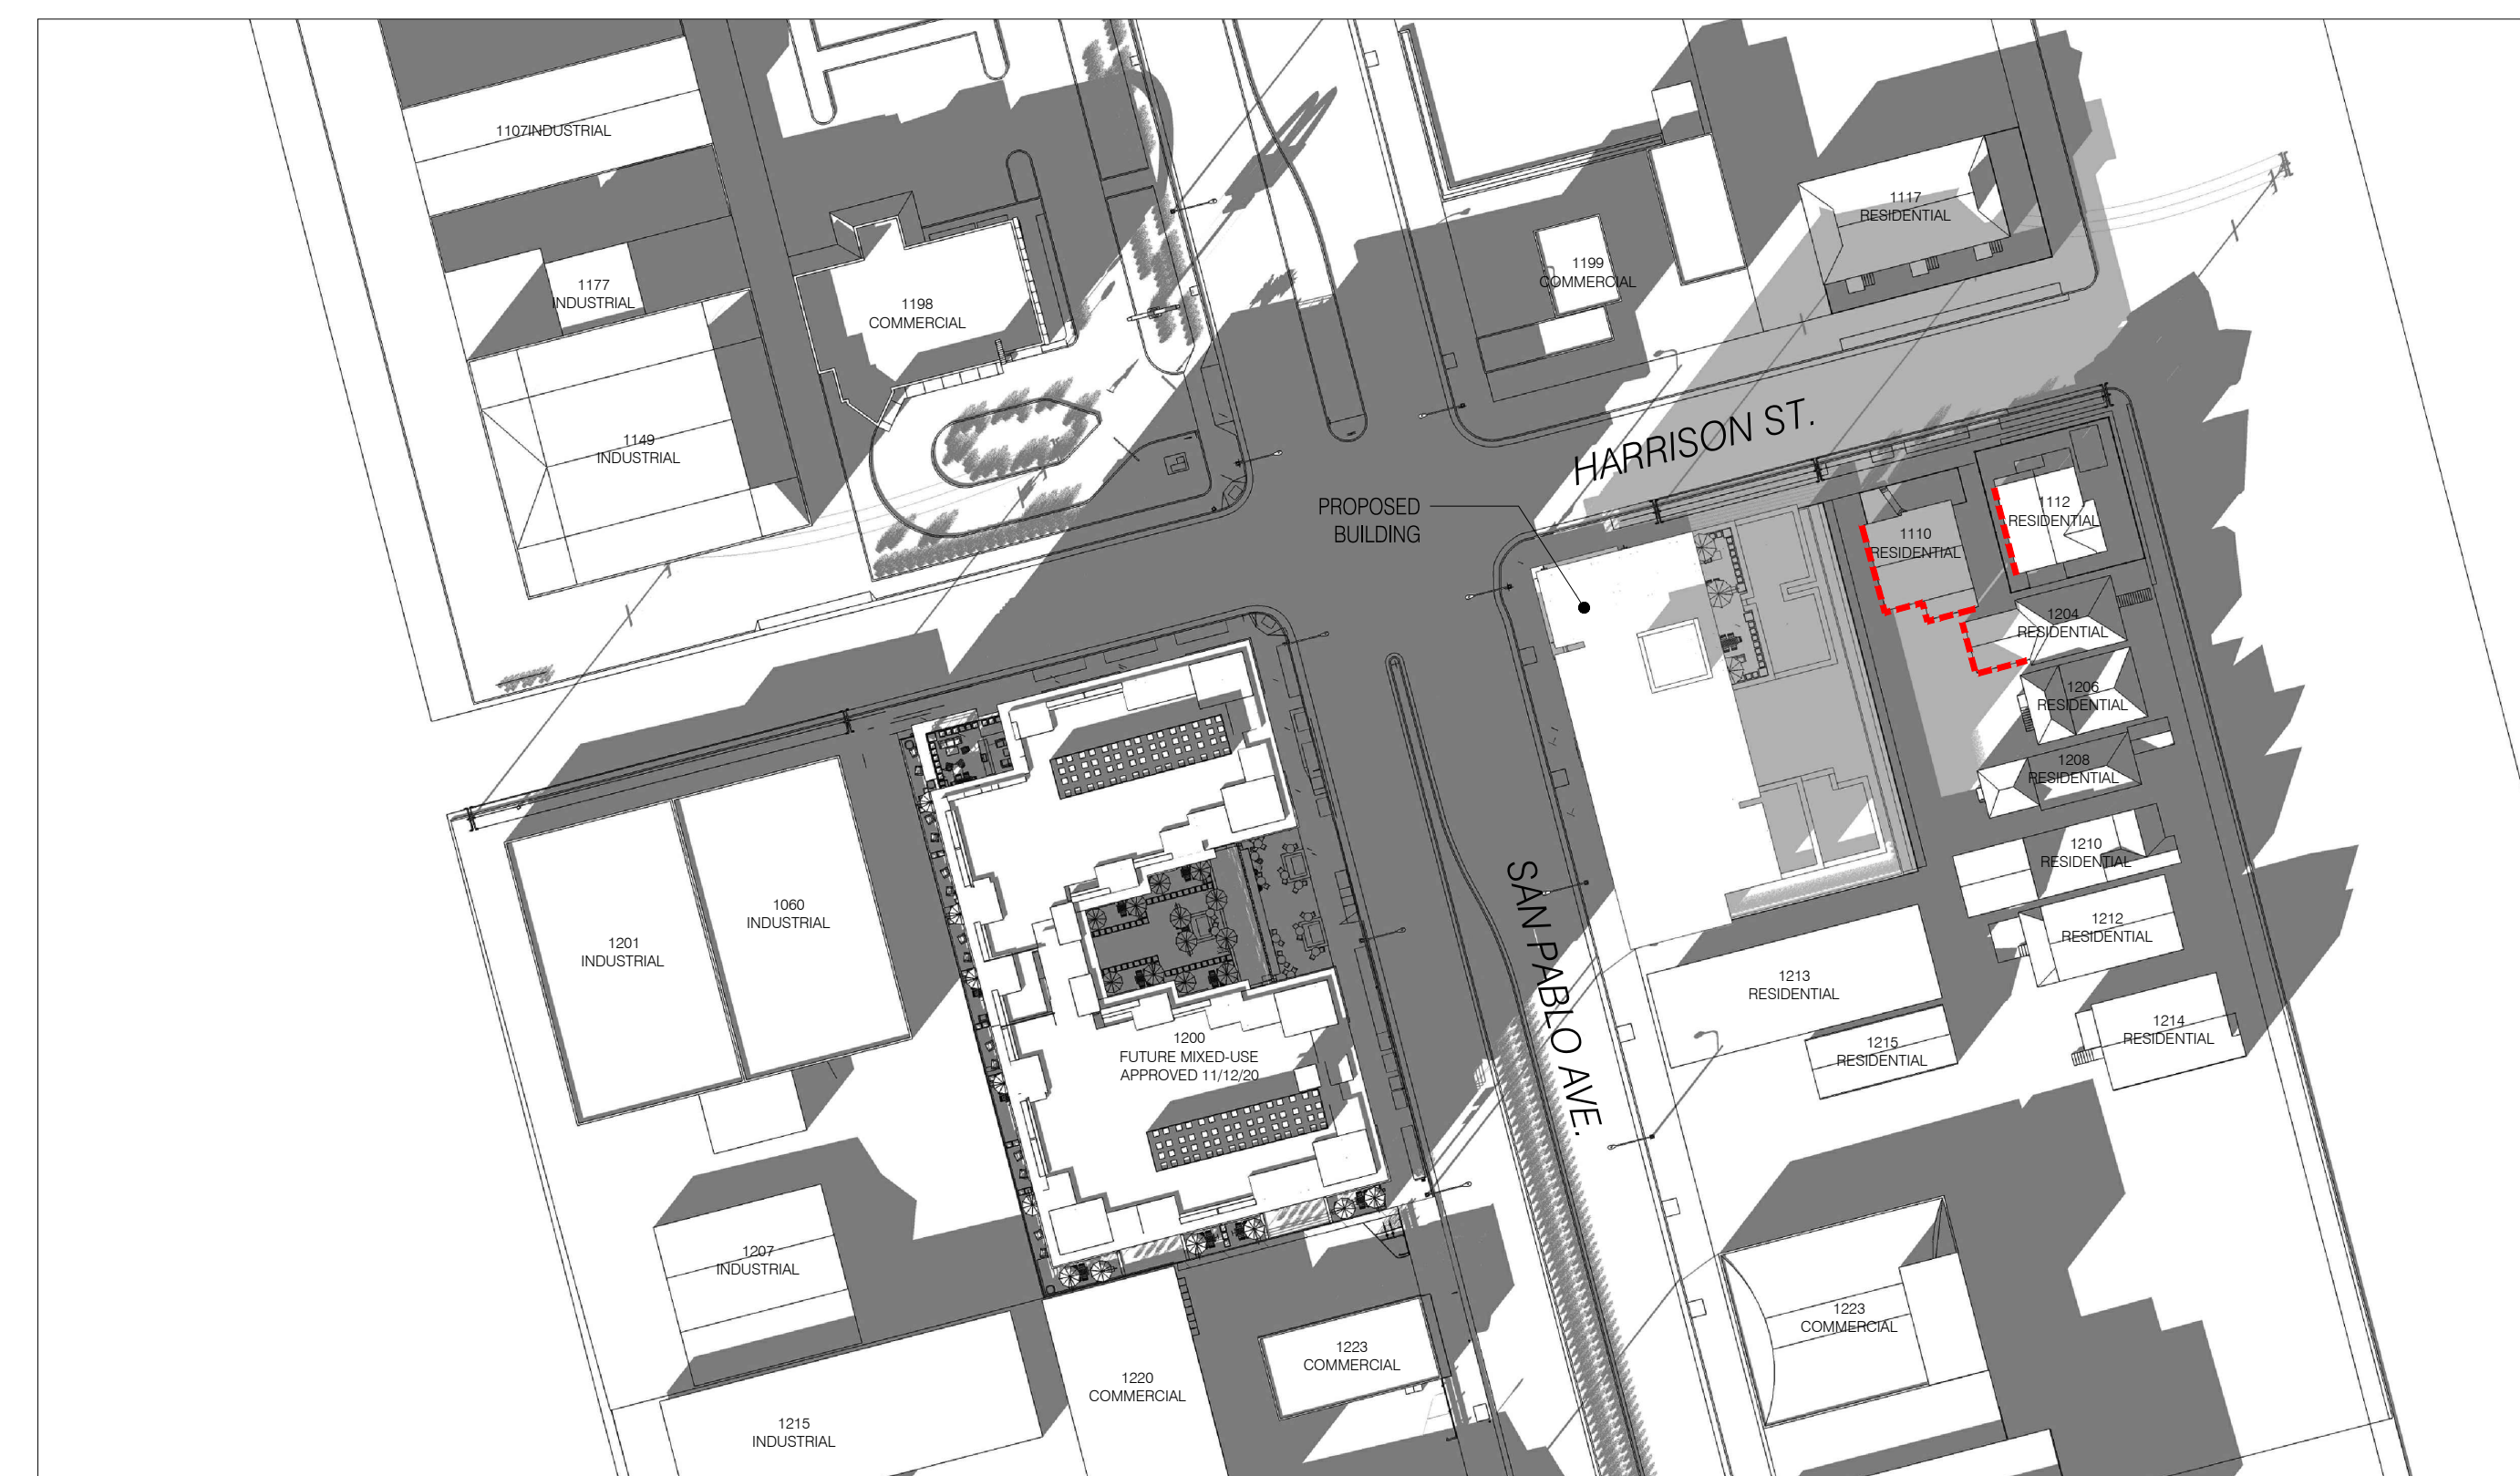 1107INDUSTRIAL
1177
INDUSTRIAL
1198
COMMERCIAL
1149
INDUSTRIAL
1199
COMMERCIAL
1117
RESIDENTIAL
HARRISON ST.
PROPOSED
BUILDING
1110
RESIDENTIAL
1112
RESIDENTIAL
1204
RESIDENTIAL
1206
RESIDENTIAL
1208
RESIDENTIAL
1210
RESIDENTIAL
1212
RESIDENTIAL
1214
RESIDENTIAL
1213
RESIDENTIAL
1215
RESIDENTIAL
SAN PABLO AVE.
1060
INDUSTRIAL
1201
INDUSTRIAL
1200
FUTURE MIXED-USE
APPROVED 11/12/20
1207
INDUSTRIAL
1215
INDUSTRIAL
1220
COMMERCIAL
1223
COMMERCIAL
1223
COMMERCIAL